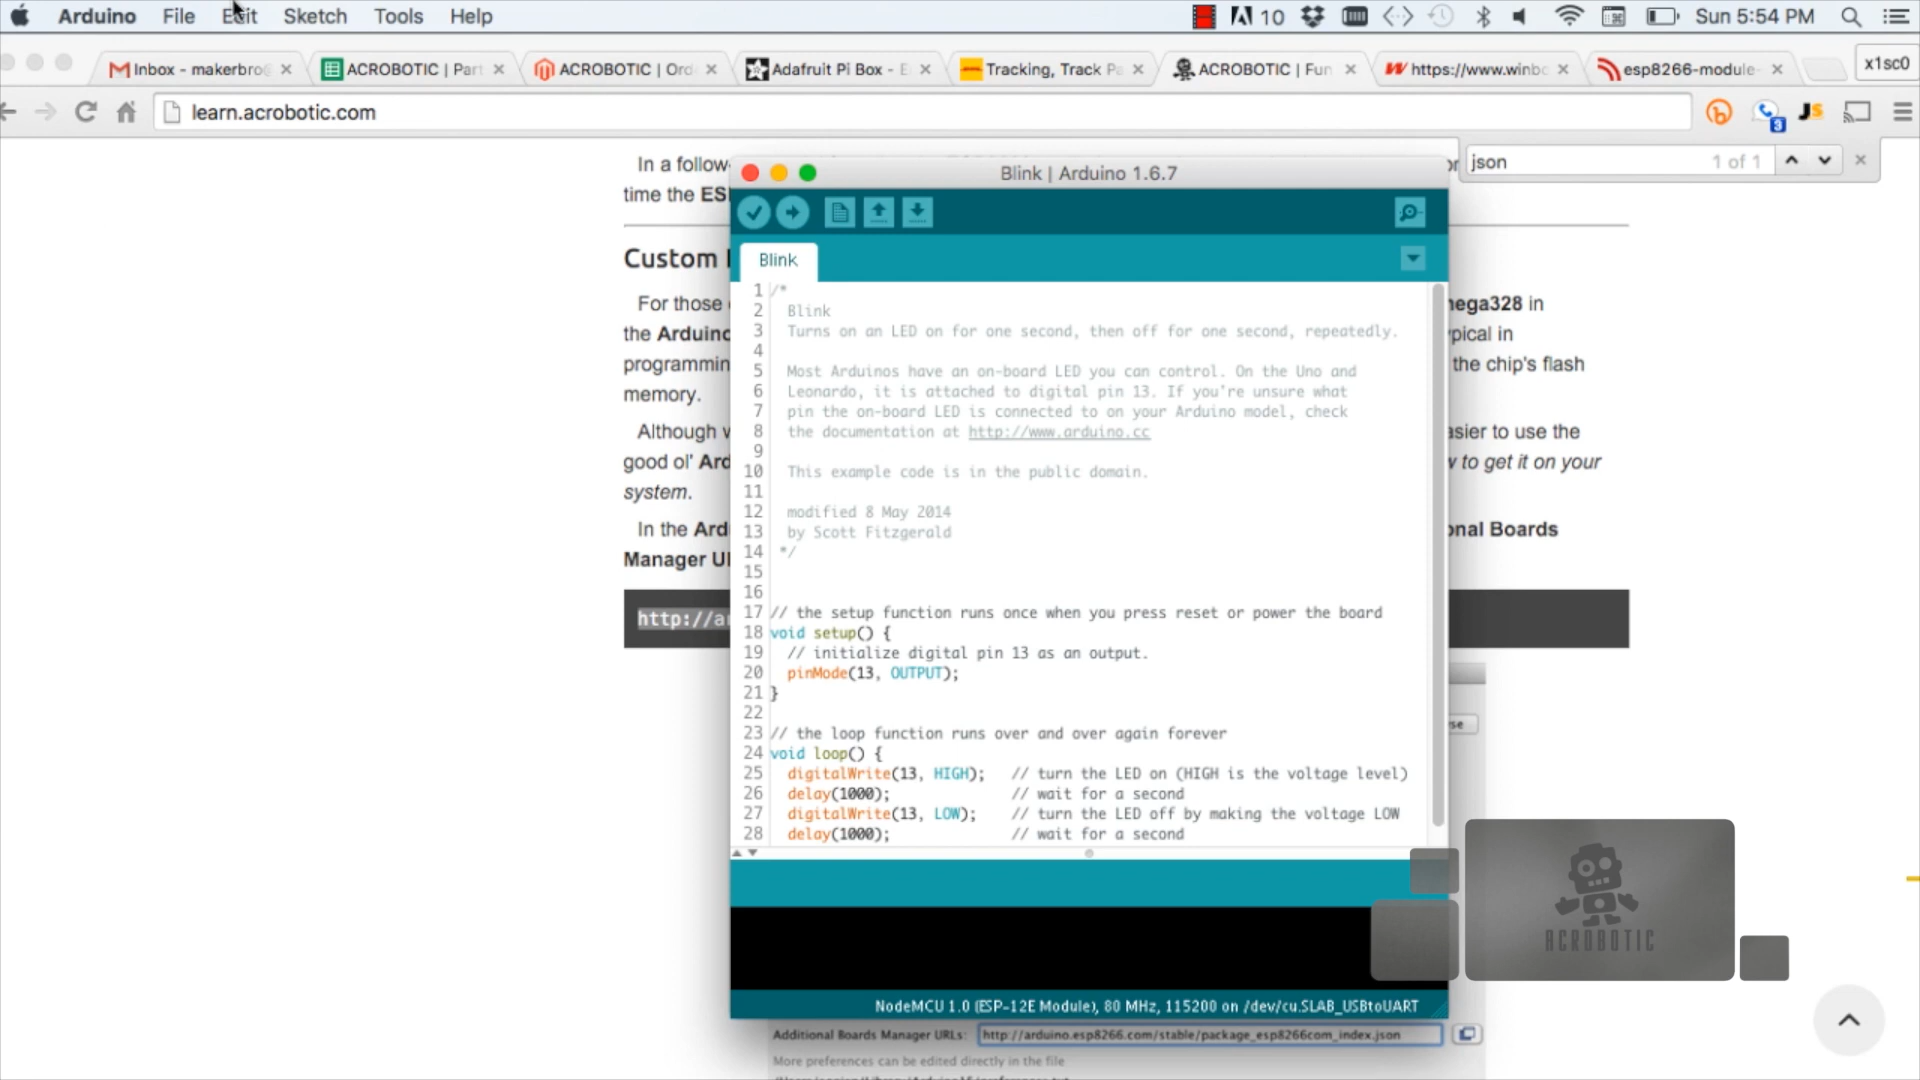 Arduino File Edit Sketch Tools Help 10 Sun 5:54 PM
Inbox - makerbro@ ACROBOTIC | Part ACROBOTIC | Ord Adafruit Pi Box - E Tracking, Track Pa ACROBOTIC | Fun https://www.winbo esp8266-module- x1sc0
learn.acrobotic.com 3
json 1 of 1
In a follow
time the ESP
Custom
For those
mega328 in
the Arduino
typical in
programmin
the chip's flash
memory.
Although w
easier to use the
good ol' Ard
to get it on your
system.
In the Ard
onal Boards
Manager
http://ar
Blink | Arduino 1.6.7
Blink
1 /*
2 Blink
3 Turns on an LED on for one second, then off for one second, repeatedly.
4
5 Most Arduinos have an on-board LED you can control. On the Uno and
6 Leonardo, it is attached to digital pin 13. If you're unsure what
7 pin the on-board LED is connected to on your Arduino model, check
8 the documentation at http://www.arduino.cc
9
10 This example code is in the public domain.
11
12 modified 8 May 2014
13 by Scott Fitzgerald
14 */
15
16
17 // the setup function runs once when you press reset or power the board
18 void setup() {
19 // initialize digital pin 13 as an output.
20 pinMode(13, OUTPUT);
21 }
22
23 // the loop function runs over and over again forever
24 void loop() {
25 digitalWrite(13, HIGH); // turn the LED on (HIGH is the voltage level)
26 delay(1000); // wait for a second
27 digitalWrite(13, LOW); // turn the LED off by making the voltage LOW
28 delay(1000); // wait for a second
NodeMCU 1.0 (ESP-12E Module), 80 MHz, 115200 on /dev/cu.SLAB_USBtoUART
ACROBOTIC
Additional Boards Manager URLs: http://arduino.esp8266.com/stable/package_esp8266com_index.json
More preferences can be edited directly in the file